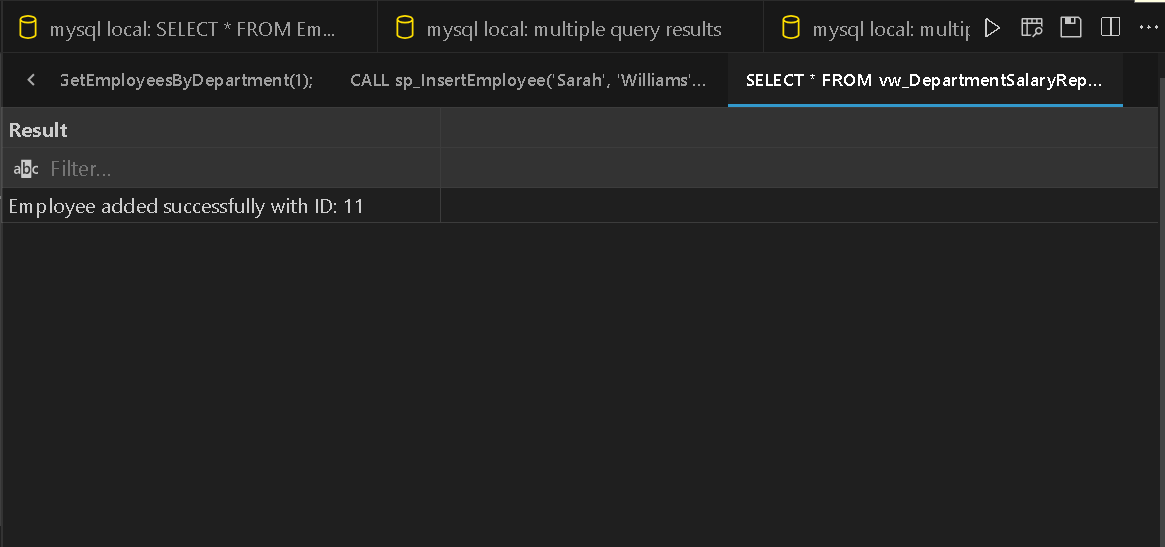 mysql local: SELECT * FROM Em...
mysql local: multiple query results
mysql local: multip
GetEmployeesByDepartment(1);
CALL sp_InsertEmployee('Sarah', 'Williams'...
SELECT * FROM vw_DepartmentSalaryRep...
Result
abc Filter...
Employee added successfully with ID: 11